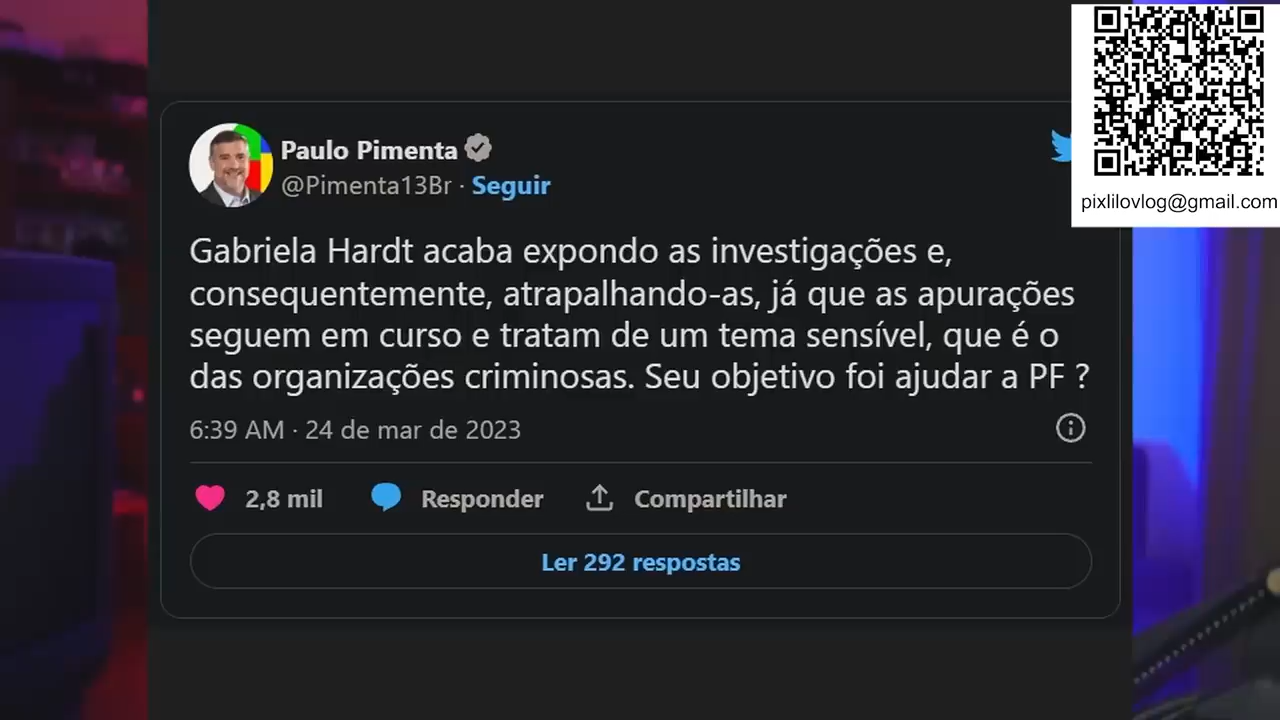 Paulo Pimenta
@Pimenta13Br · Seguir
Gabriela Hardt acaba expondo as investigações e,
consequentemente, atrapalhando-as, já que as apurações
seguem em curso e tratam de um tema sensível, que é o
das organizações criminosas. Seu objetivo foi ajudar a PF ?
6:39 AM · 24 de mar de 2023
2,8 mil Responder Compartilhar
Ler 292 respostas
pixlilovlog@gmail.com